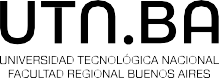 UTN.BA
UNIVERSIDAD TECNOLÓGICA NACIONAL
FACULTAD REGIONAL BUENOS AIRES